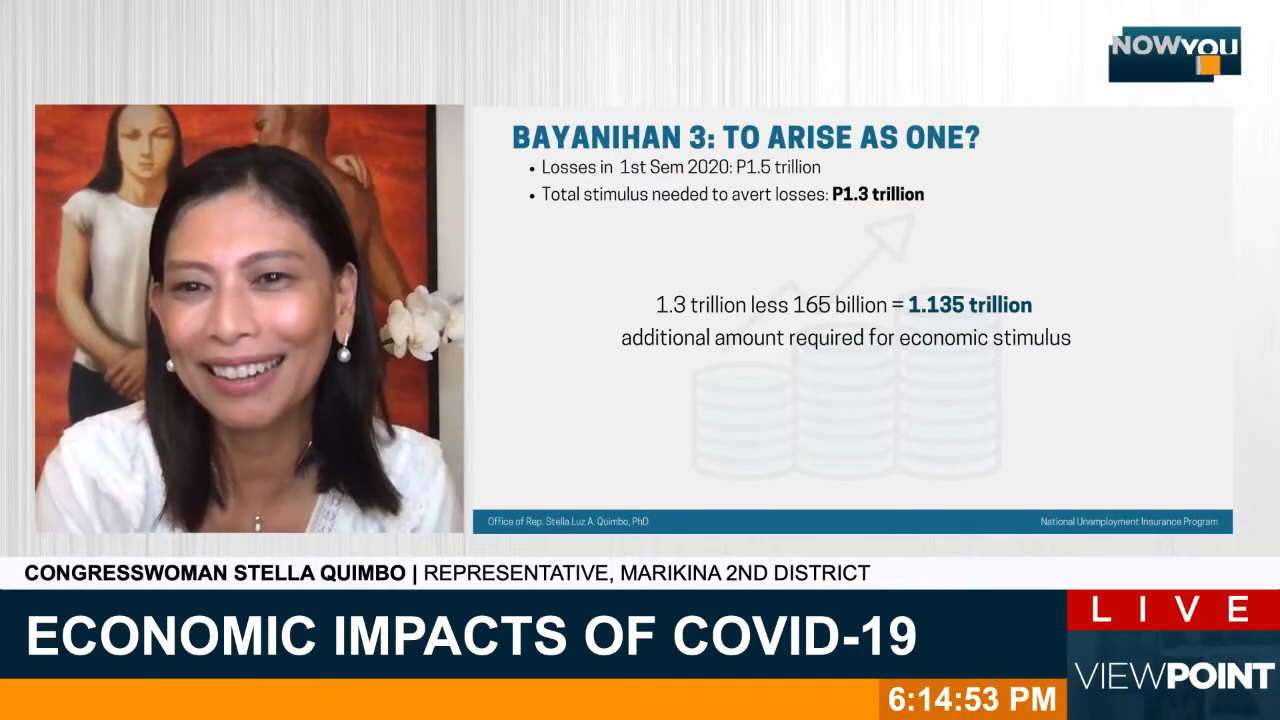 NOWYOU
BAYANIHAN 3: TO ARISE AS ONE?
• Losses in 1st Sem 2020: P1.5 trillion
• Total stimulus needed to avert losses: P1.3 trillion
1.3 trillion less 165 billion = 1.135 trillion
additional amount required for economic stimulus
Office of Rep. Stella Luz A. Quimbo, PhD
National Unemployment Insurance Program
CONGRESSWOMAN STELLA QUIMBO | REPRESENTATIVE, MARIKINA 2ND DISTRICT
ECONOMIC IMPACTS OF COVID-19
LIVE
VIEWPOINT
6:14:53 PM